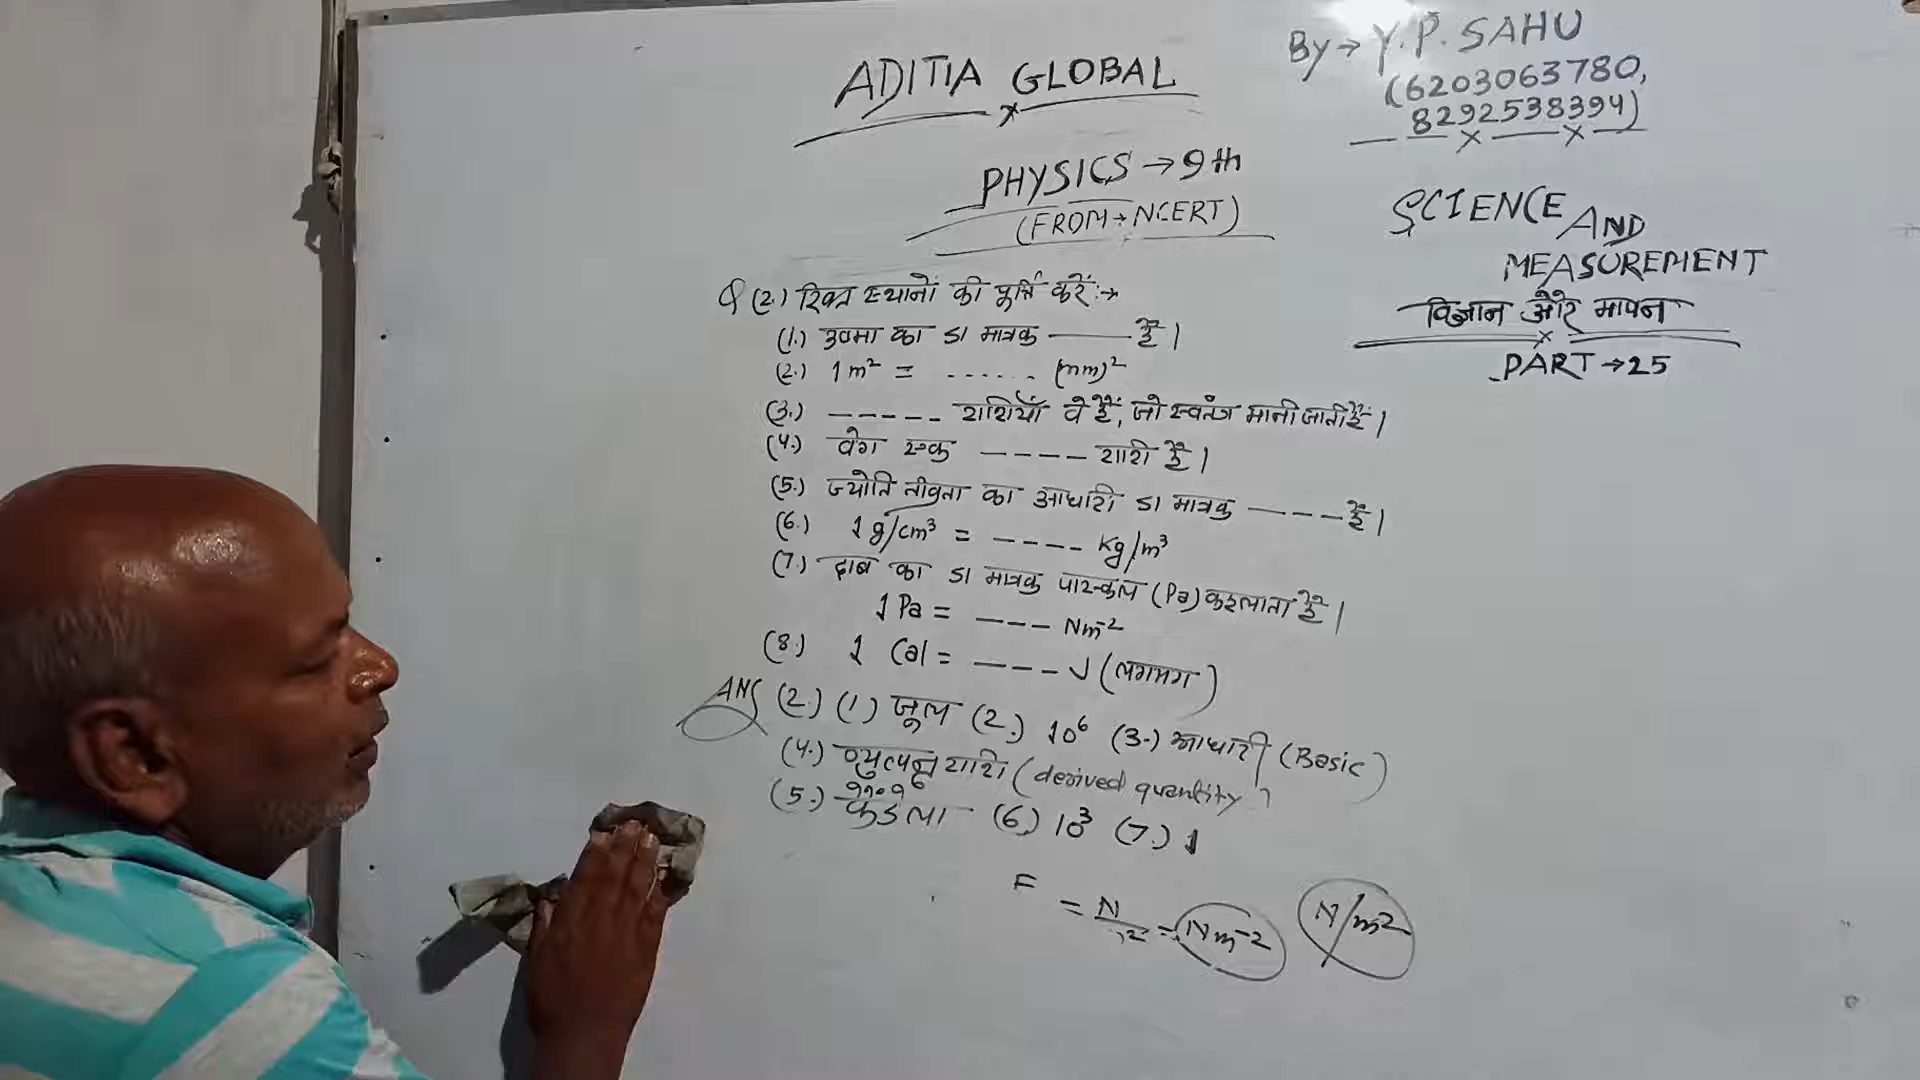 ADITIA GLOBAL
By → Y.P. SAHU
(6203063780,
8292538394)
PHYSICS → 9th
(FROM → NCERT)
SCIENCE AND
MEASUREMENT
विज्ञान और मापन
PART → 25
Q (2.) रिक्त स्थानों की पूर्ति करें :→
(1.) उष्मा का SI मात्रक ——— है।
(2.) 1 m² = ...... (mm)²
(3.) ----- राशियाँ वे हैं, जो स्वतंत्र मानी जाती हैं।
(4.) वेग एक ---- राशि है।
(5.) ज्योति तीव्रता का आधारी SI मात्रक ---- है।
(6.) 1 g/cm³ = ---- Kg/m³
(7.) दाब का SI मात्रक पास्कल (Pa) कहलाता है।
1 Pa = --- Nm⁻²
(8.) 1 Cal = ---- J (लगभग)
ANS (2.) (1) जूल (2.) 10⁶ (3.) आधारी (Basic)
(4.) व्युत्पन्न राशि (derived quantity)
(5.) कैंडेला (6.) 10³ (7.) 1
F
= N = Nm⁻² N/m²